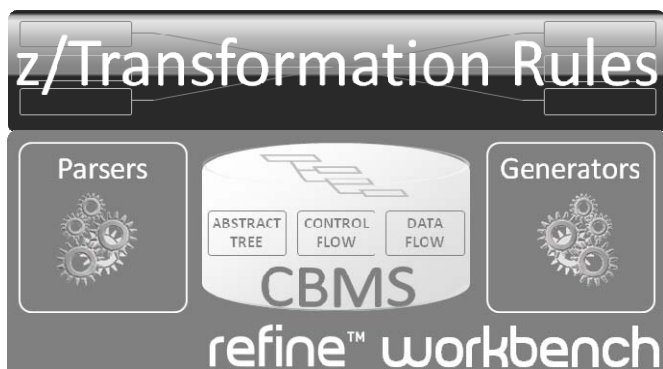 z/Transformation Rules
Parsers
Generators
ABSTRACT TREE
CONTROL FLOW
DATA FLOW
CBMS
refine™ workbench